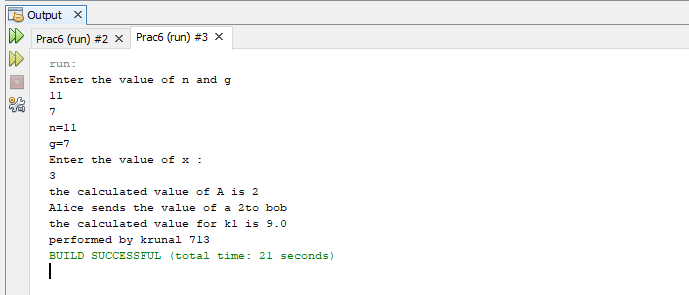 Output
Prac6 (run) #2 Prac6 (run) #3
run:
Enter the value of n and g
11
7
n=11
g=7
Enter the value of x :
3
the calculated value of A is 2
Alice sends the value of a 2to bob
the calculated value for k1 is 9.0
performed by krunal 713
BUILD SUCCESSFUL (total time: 21 seconds)